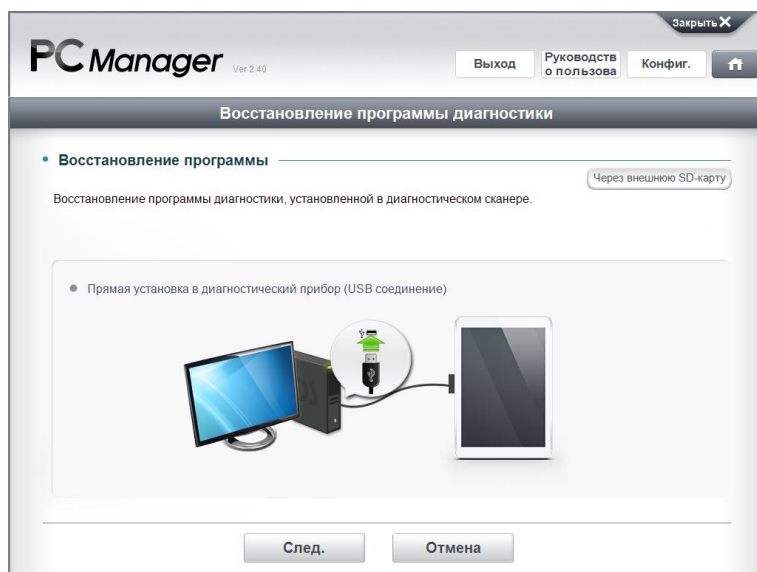 Закрыть X
PC Manager Ver 2.40
Выход
Руководств
о пользова
Конфиг.
Восстановление программы диагностики
• Восстановление программы
Через внешнюю SD-карту
Восстановление программы диагностики, установленной в диагностическом сканере.
• Прямая установка в диагностический прибор (USB соединение)
След.
Отмена